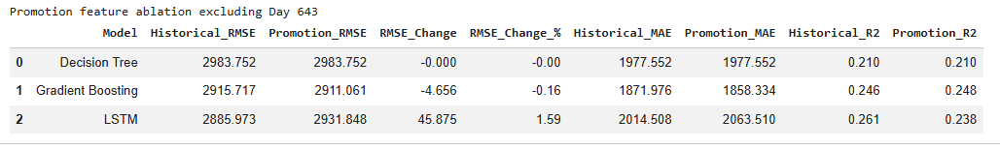 Promotion feature ablation excluding Day 643
Model Historical_RMSE Promotion_RMSE RMSE_Change RMSE_Change_% Historical_MAE Promotion_MAE Historical_R2 Promotion_R2
0 Decision Tree 2983.752 2983.752 -0.000 -0.00 1977.552 1977.552 0.210 0.210
1 Gradient Boosting 2915.717 2911.061 -4.656 -0.16 1871.976 1858.334 0.246 0.248
2 LSTM 2885.973 2931.848 45.875 1.59 2014.508 2063.510 0.261 0.238